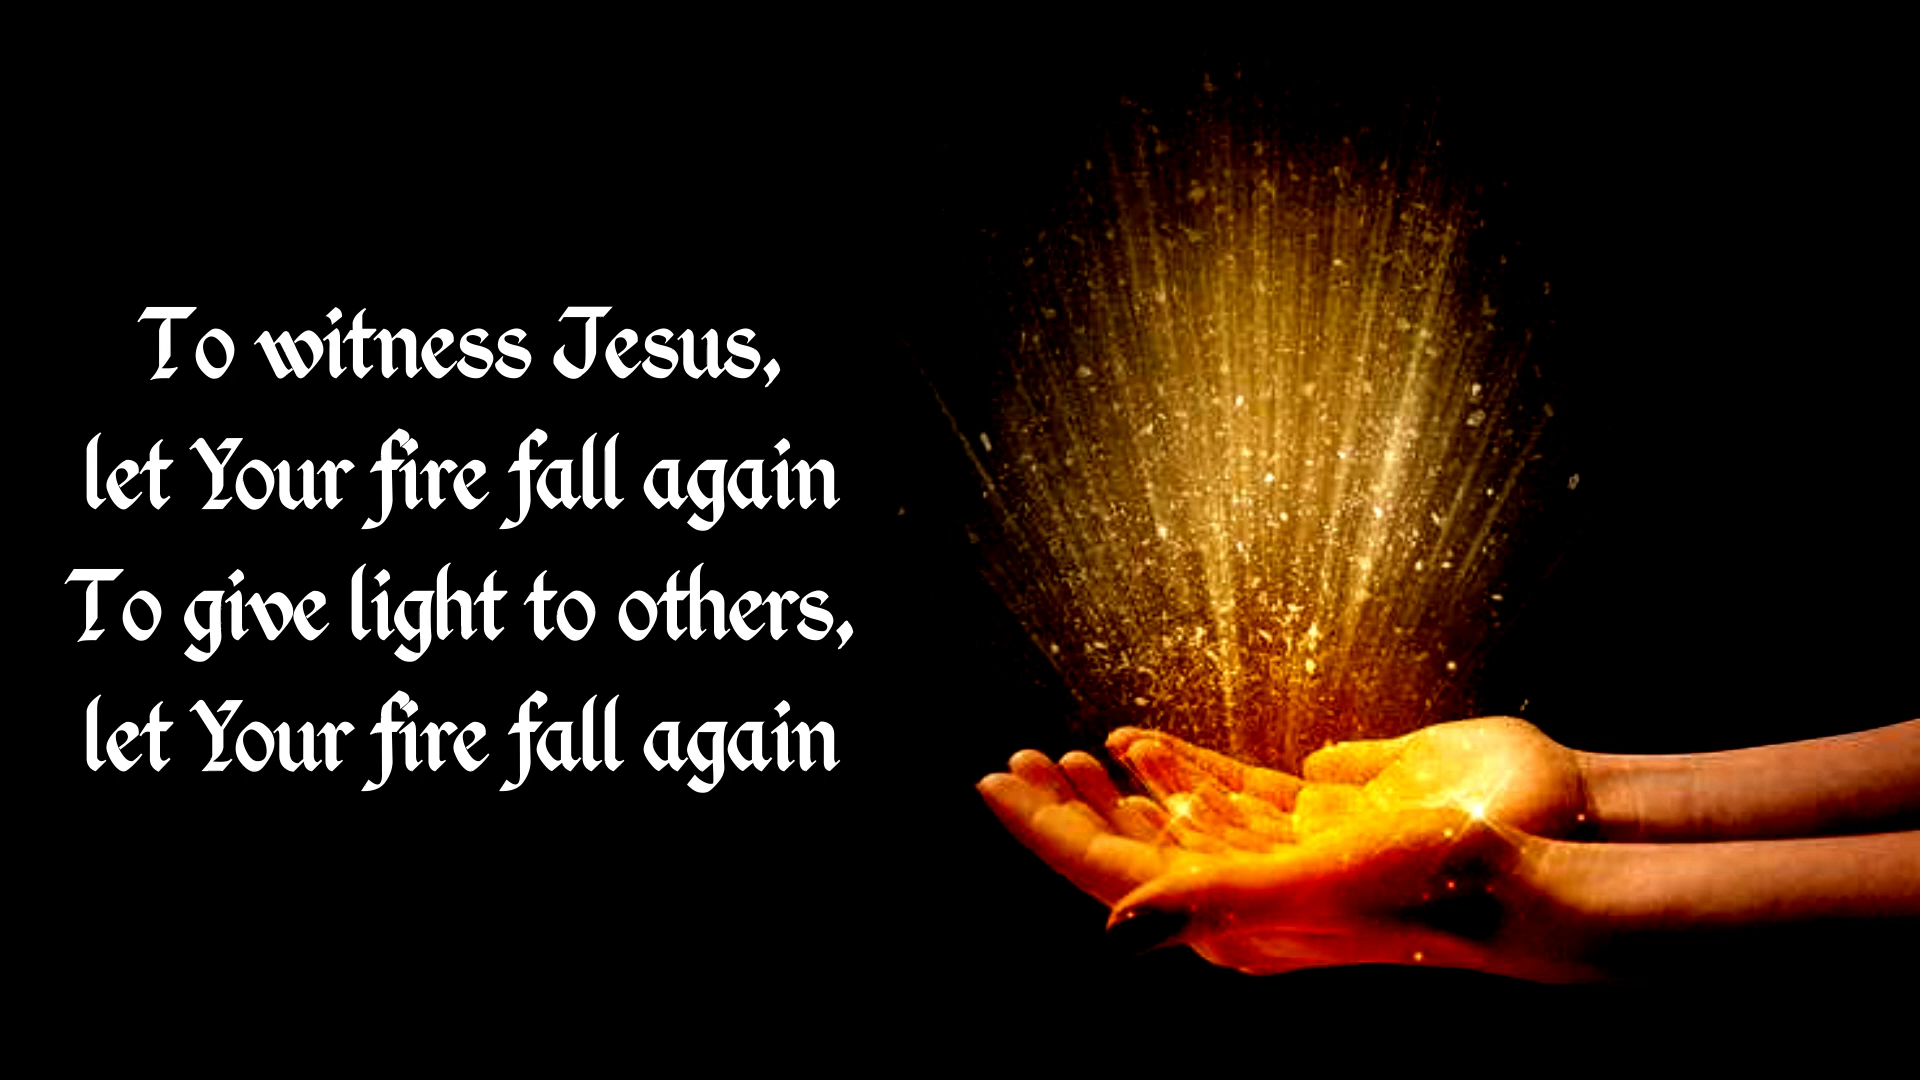 To witness Jesus,
let Your fire fall again
To give light to others,
let Your fire fall again